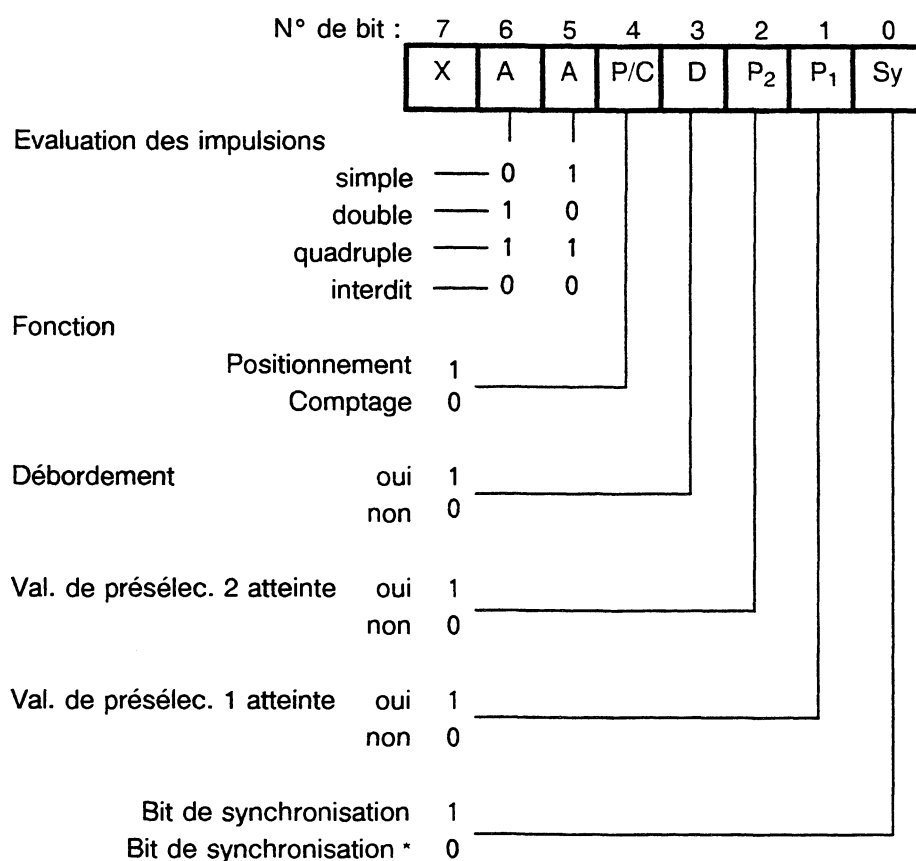 N° de bit : 7 6 5 4 3 2 1 0
X A A P/C D P₂ P₁ Sy
Evaluation des impulsions
simple 0 1
double 1 0
quadruple 1 1
interdit 0 0
Fonction
Positionnement 1
Comptage 0
Débordement oui 1
non 0
Val. de présélec. 2 atteinte oui 1
non 0
Val. de présélec. 1 atteinte oui 1
non 0
Bit de synchronisation 1
Bit de synchronisation * 0